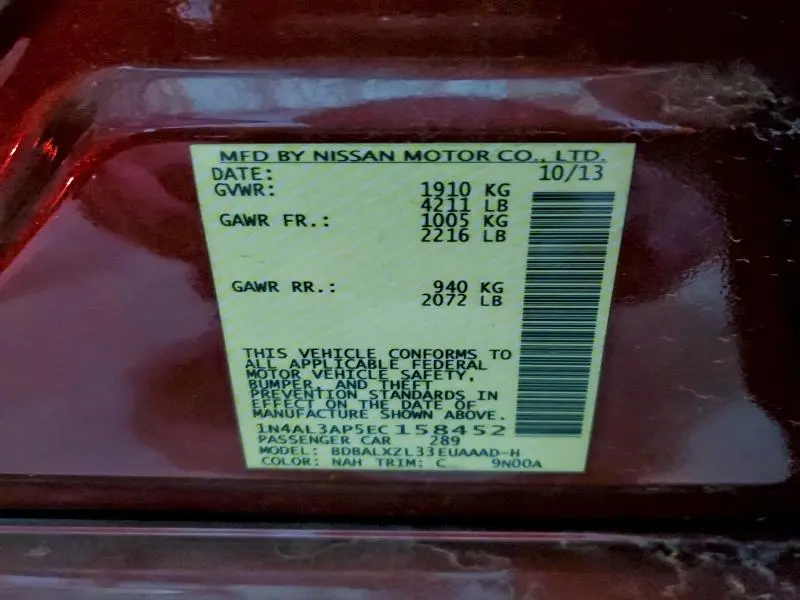 MFD BY NISSAN MOTOR CO., LTD.
DATE: 10/13
GVWR: 1910 KG
4211 LB
GAWR FR.: 1005 KG
2216 LB
GAWR RR.: 940 KG
2072 LB
THIS VEHICLE CONFORMS TO
ALL APPLICABLE FEDERAL
MOTOR VEHICLE SAFETY,
BUMPER, AND THEFT
PREVENTION STANDARDS IN
EFFECT ON THE DATE OF
MANUFACTURE SHOWN ABOVE.
1N4AL3AP5EC158452
PASSENGER CAR 289
MODEL: BDBALXZL33EUAAAD-H
COLOR: NAH TRIM: C 9N00A